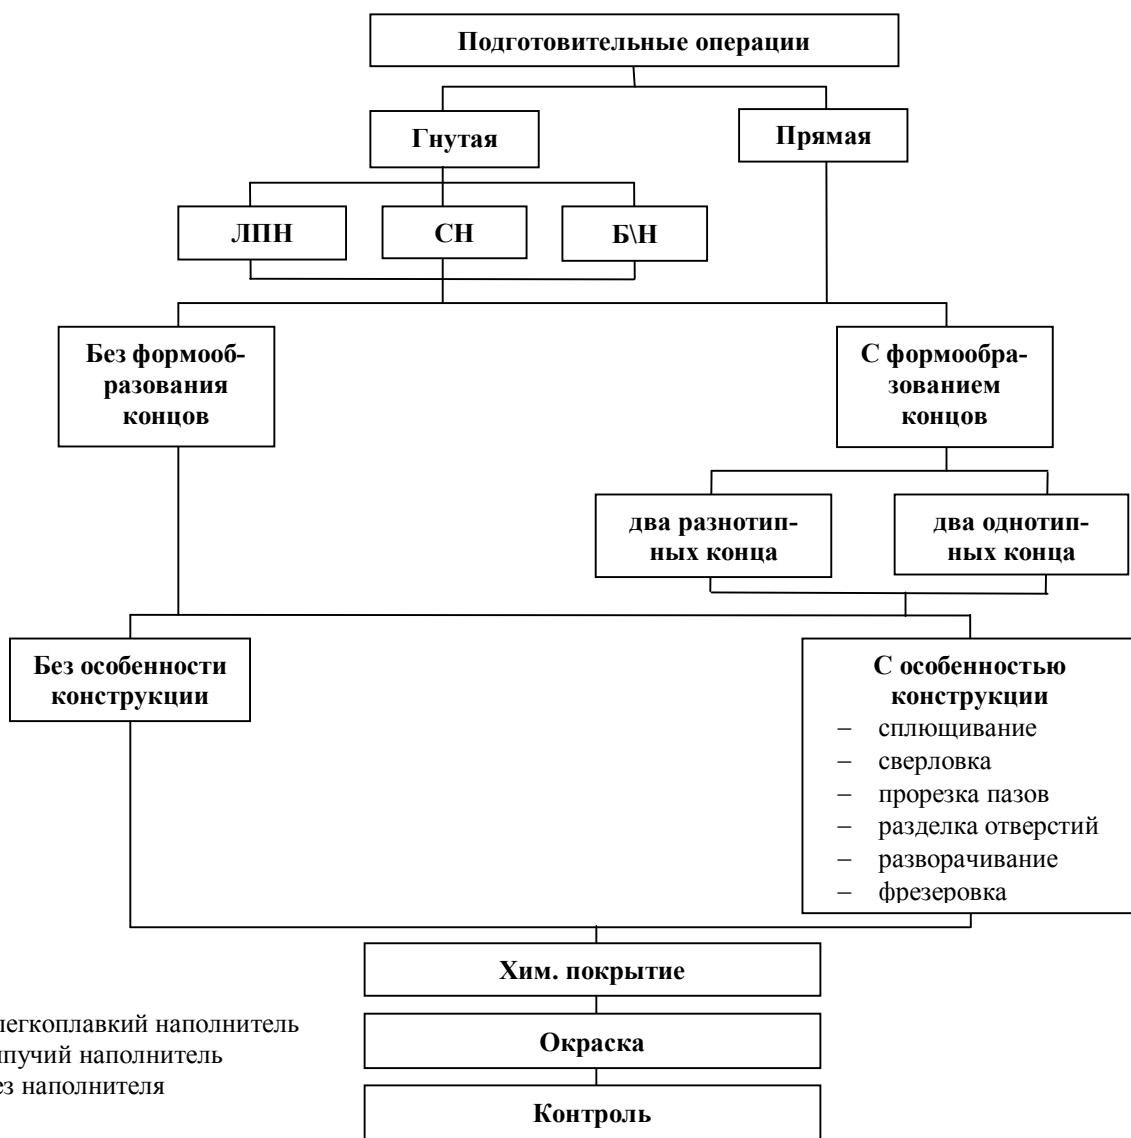 Подготовительные операции
Гнутая
Прямая
ЛПН
СН
Б\Н
Без формооб-
разования
концов
С формообра-
зованием
концов
два разнотип-
ных конца
два однотип-
ных конца
Без особенности
конструкции
С особенностью
конструкции
– сплющивание
– сверловка
– прорезка пазов
– разделка отверстий
– разворачивание
– фрезеровка
Хим. покрытие
легкоплавкий наполнитель
ыпучий наполнитель
ез наполнителя
Окраска
Контроль